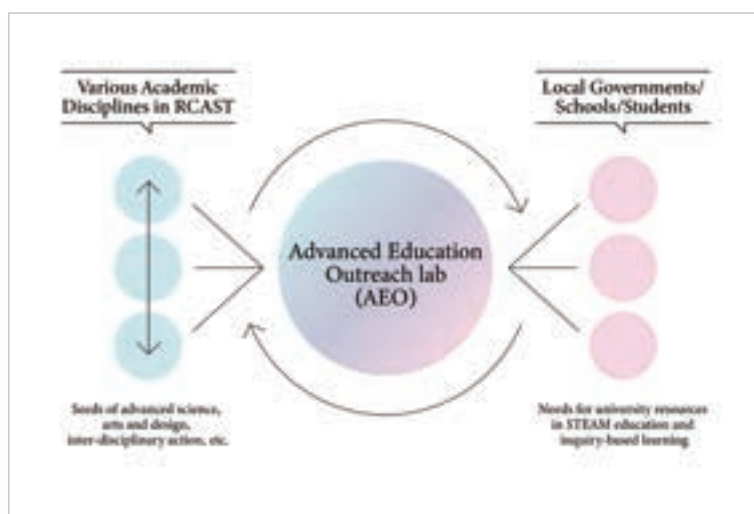 Various Academic
Disciplines in RCAST
Local Governments/
Schools/Students
Advanced Education
Outreach lab
(AEO)
Seeds of advanced science,
arts and design,
inter-disciplinary action, etc.
Needs for university resources
in STEAM education and
inquiry-based learning